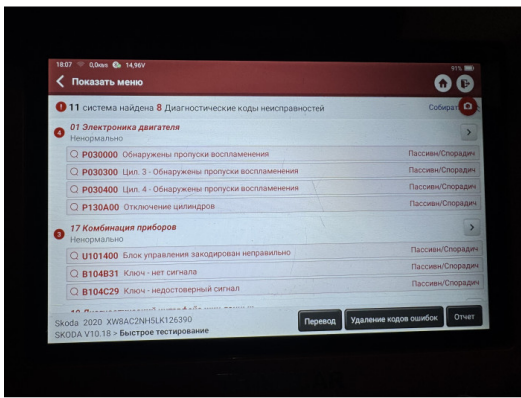 18:07 0,0км/с 14,96V 91%
Показать меню
11 система найдена 8 Диагностические коды неисправностей
01 Электроника двигателя
4
Ненормально
P030000 Обнаружены пропуски воспламенения Пассивн/Спорадич
P030300 Цил. 3 - Обнаружены пропуски воспламенения Пассивн/Спорадич
P030400 Цил. 4 - Обнаружены пропуски воспламенения Пассивн/Спорадич
P130A00 Отключение цилиндров Пассивн/Спорадич
17 Комбинация приборов
3
Ненормально
U101400 Блок управления закодирован неправильно Пассивн/Спорадич
B104B31 Ключ - нет сигнала Пассивн/Спорадич
B104C29 Ключ - недостоверный сигнал Пассивн/Спорадич
Skoda 2020 XW8AC2NH5LK126390
SKODA V10.18 > Быстрое тестирование
Перевод Удаление кодов ошибок Отчет